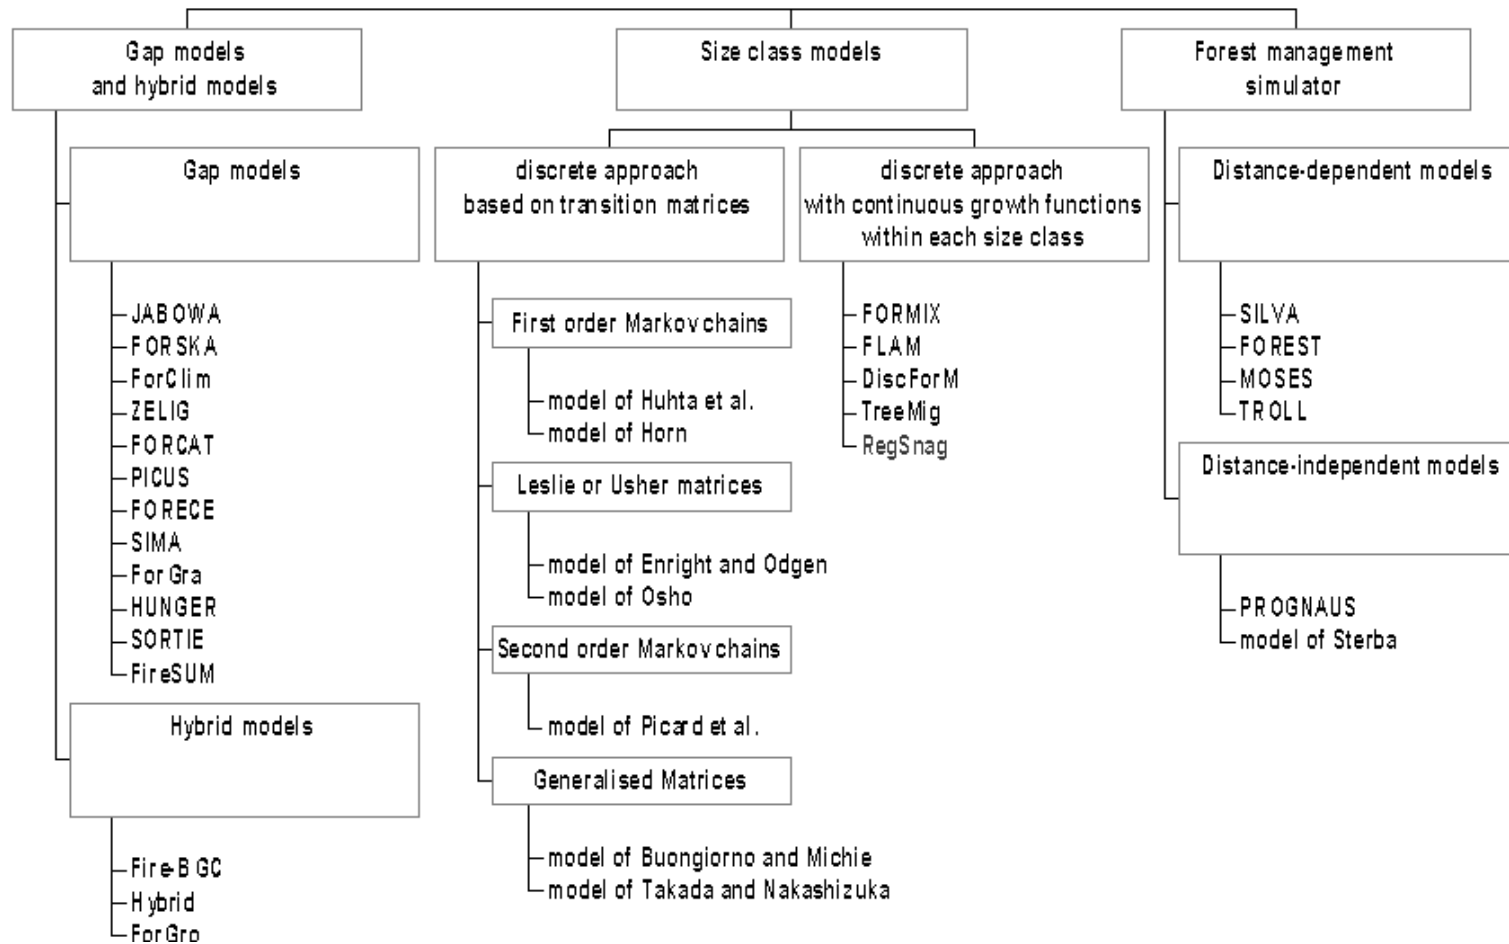 Gap models
and hybrid models
Gap models
JABOWA
FORSKA
ForClim
ZELIG
FORCAT
PICUS
FORECE
SIMA
ForGra
HUNGER
SORTIE
FireSUM
Hybrid models
Fire-BGC
Hybrid
ForGro
Size class models
discrete approach
based on transition matrices
First order Markov chains
model of Huhta et al.
model of Horn
Leslie or Usher matrices
model of Enright and Odgen
model of Osho
Second order Markov chains
model of Picard et al.
Generalised Matrices
model of Buongiorno and Michie
model of Takada and Nakashizuka
discrete approach
with continuous growth functions
within each size class
FORMIX
FLAM
DiscForM
TreeMig
RegSnag
Forest management
simulator
Distance-dependent models
SILVA
FOREST
MOSES
TROLL
Distance-independent models
PROGNAUS
model of Sterba